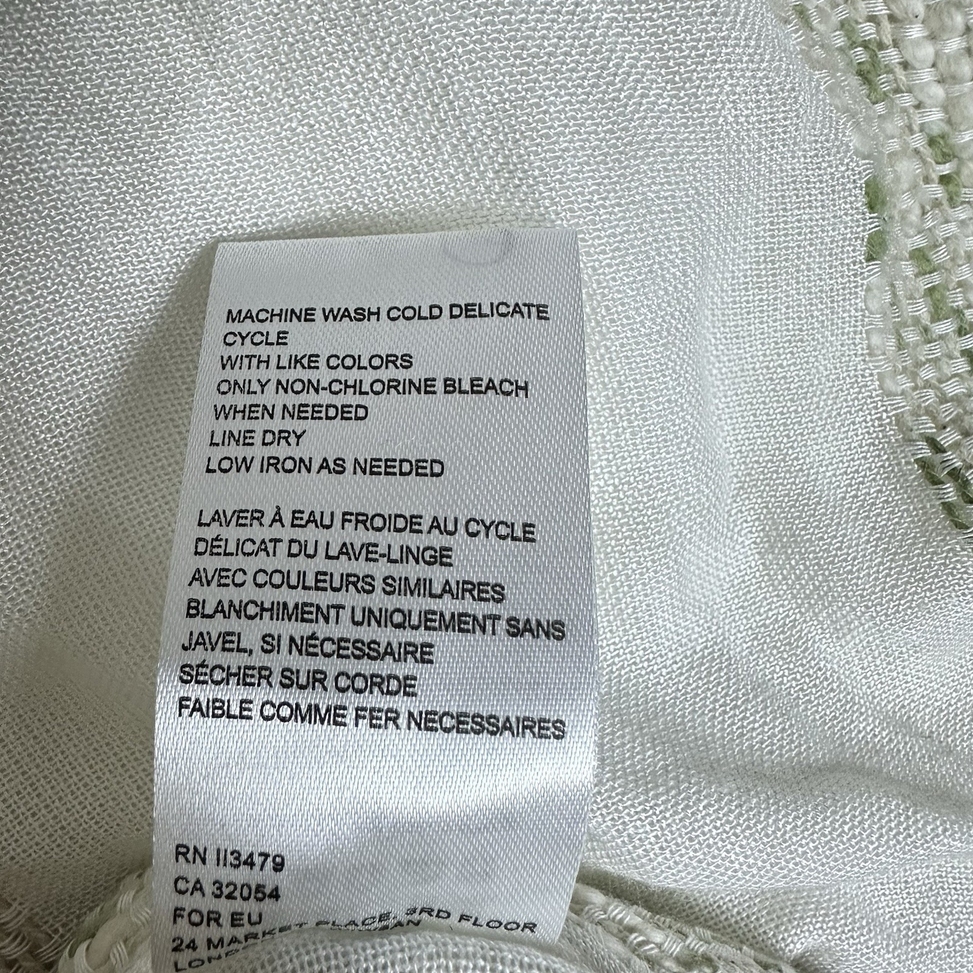 MACHINE WASH COLD DELICATE
CYCLE
WITH LIKE COLORS
ONLY NON-CHLORINE BLEACH
WHEN NEEDED
LINE DRY
LOW IRON AS NEEDED
LAVER À EAU FROIDE AU CYCLE
DÉLICAT DU LAVE-LINGE
AVEC COULEURS SIMILAIRES
BLANCHIMENT UNIQUEMENT SANS
JAVEL, SI NÉCESSAIRE
SÉCHER SUR CORDE
FAIBLE COMME FER NECESSAIRES
RN 113479
CA 32054
FOR EU
24 MARKET PLACE, 3RD FLOOR